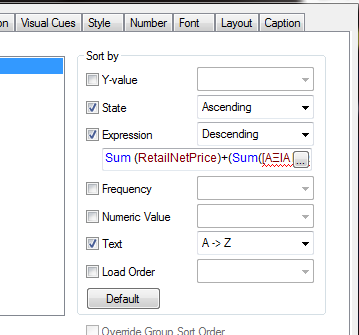 on Visual Cues Style Number Font Layout Caption
Sort by
Y-value
State Ascending
Expression Descending
Sum (RetailNetPrice)+(Sum([ΑΞΙΑ ...
Frequency
Numeric Value
Text A -> Z
Load Order
Default
Override Group Sort Order